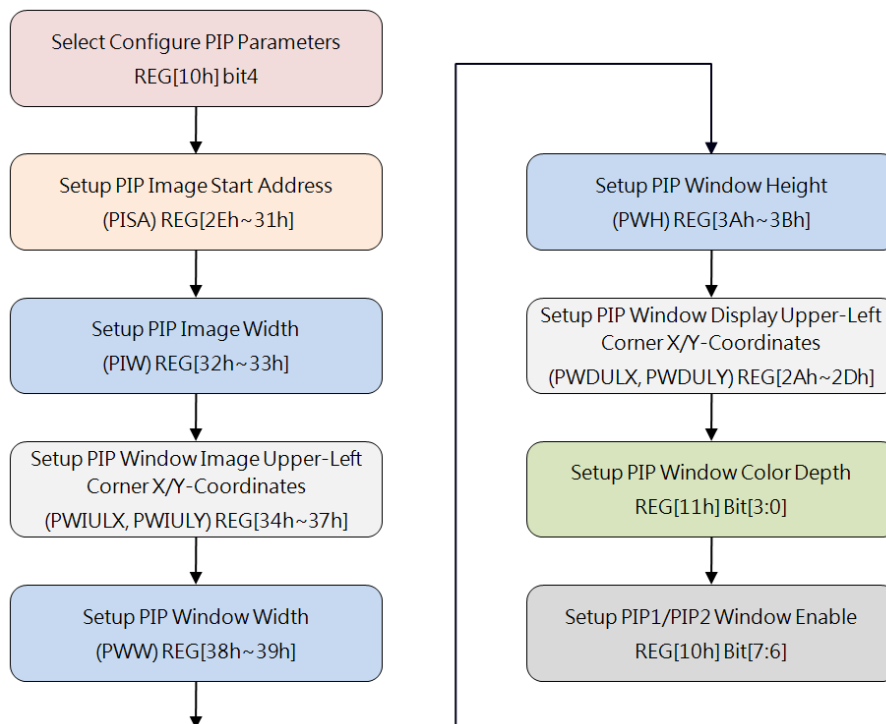 Select Configure PIP Parameters
REG[10h] bit4
Setup PIP Image Start Address
(PISA) REG[2Eh~31h]
Setup PIP Image Width
(PIW) REG[32h~33h]
Setup PIP Window Image Upper-Left
Corner X/Y-Coordinates
(PWIULX, PWIULY) REG[34h~37h]
Setup PIP Window Width
(PWW) REG[38h~39h]
Setup PIP Window Height
(PWH) REG[3Ah~3Bh]
Setup PIP Window Display Upper-Left
Corner X/Y-Coordinates
(PWDULX, PWDULY) REG[2Ah~2Dh]
Setup PIP Window Color Depth
REG[11h] Bit[3:0]
Setup PIP1/PIP2 Window Enable
REG[10h] Bit[7:6]